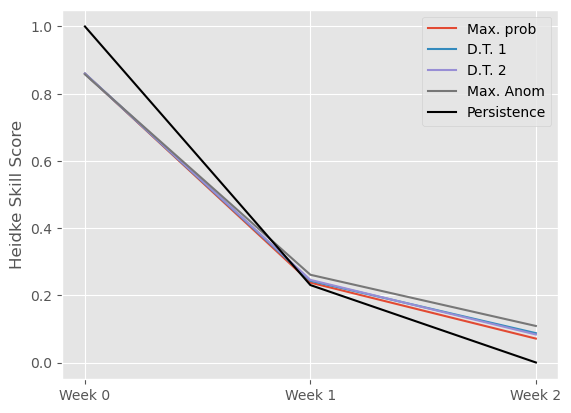 Max. prob
D.T. 1
D.T. 2
Max. Anom
Persistence
Heidke Skill Score
1.0
0.8
0.6
0.4
0.2
0.0
Week 0
Week 1
Week 2